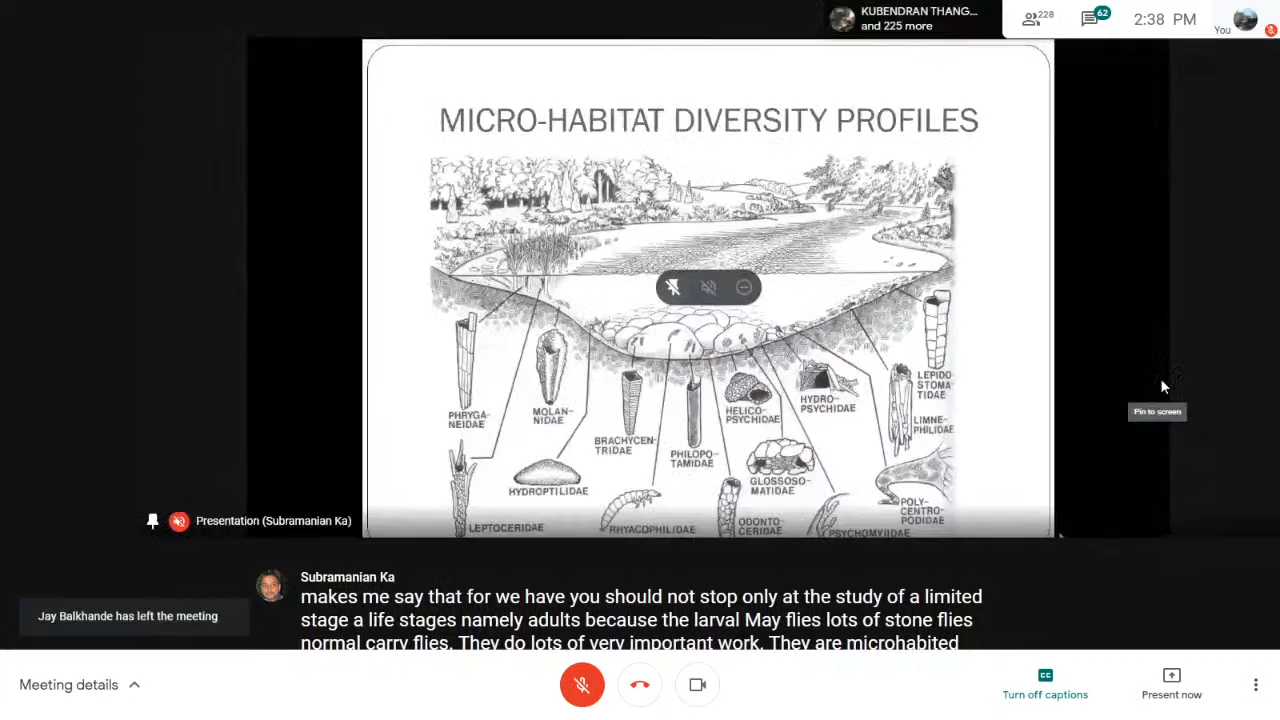 KUBENDRAN THANG...
and 225 more
228
62
2:38 PM
You
MICRO-HABITAT DIVERSITY PROFILES
PHRYGA-
NEIDAE
MOLAN-
NIDAE
BRACHYCEN-
TRIDAE
PHILOPO-
TAMIDAE
HELICO-
PSYCHIDAE
HYDRO-
PSYCHIDAE
LEPIDO
STOMA-
TIDAE
LIMNE-
PHILIDAE
HYDROPTILIDAE
GLOSSOSO-
MATIDAE
POLY-
CENTRO-
PODIDAE
LEPTOCERIDAE
RHYACOPHILIDAE
ODONTO-
CERIDAE
PSYCHOMYIIDAE
Pin to screen
Presentation (Subramanian Ka)
Subramanian Ka
makes me say that for we have you should not stop only at the study of a limited
stage a life stages namely adults because the larval May flies lots of stone flies
normal carry flies. They do lots of very important work. They are microhabited
Jay Balkhande has left the meeting
Meeting details
Turn off captions
Present now